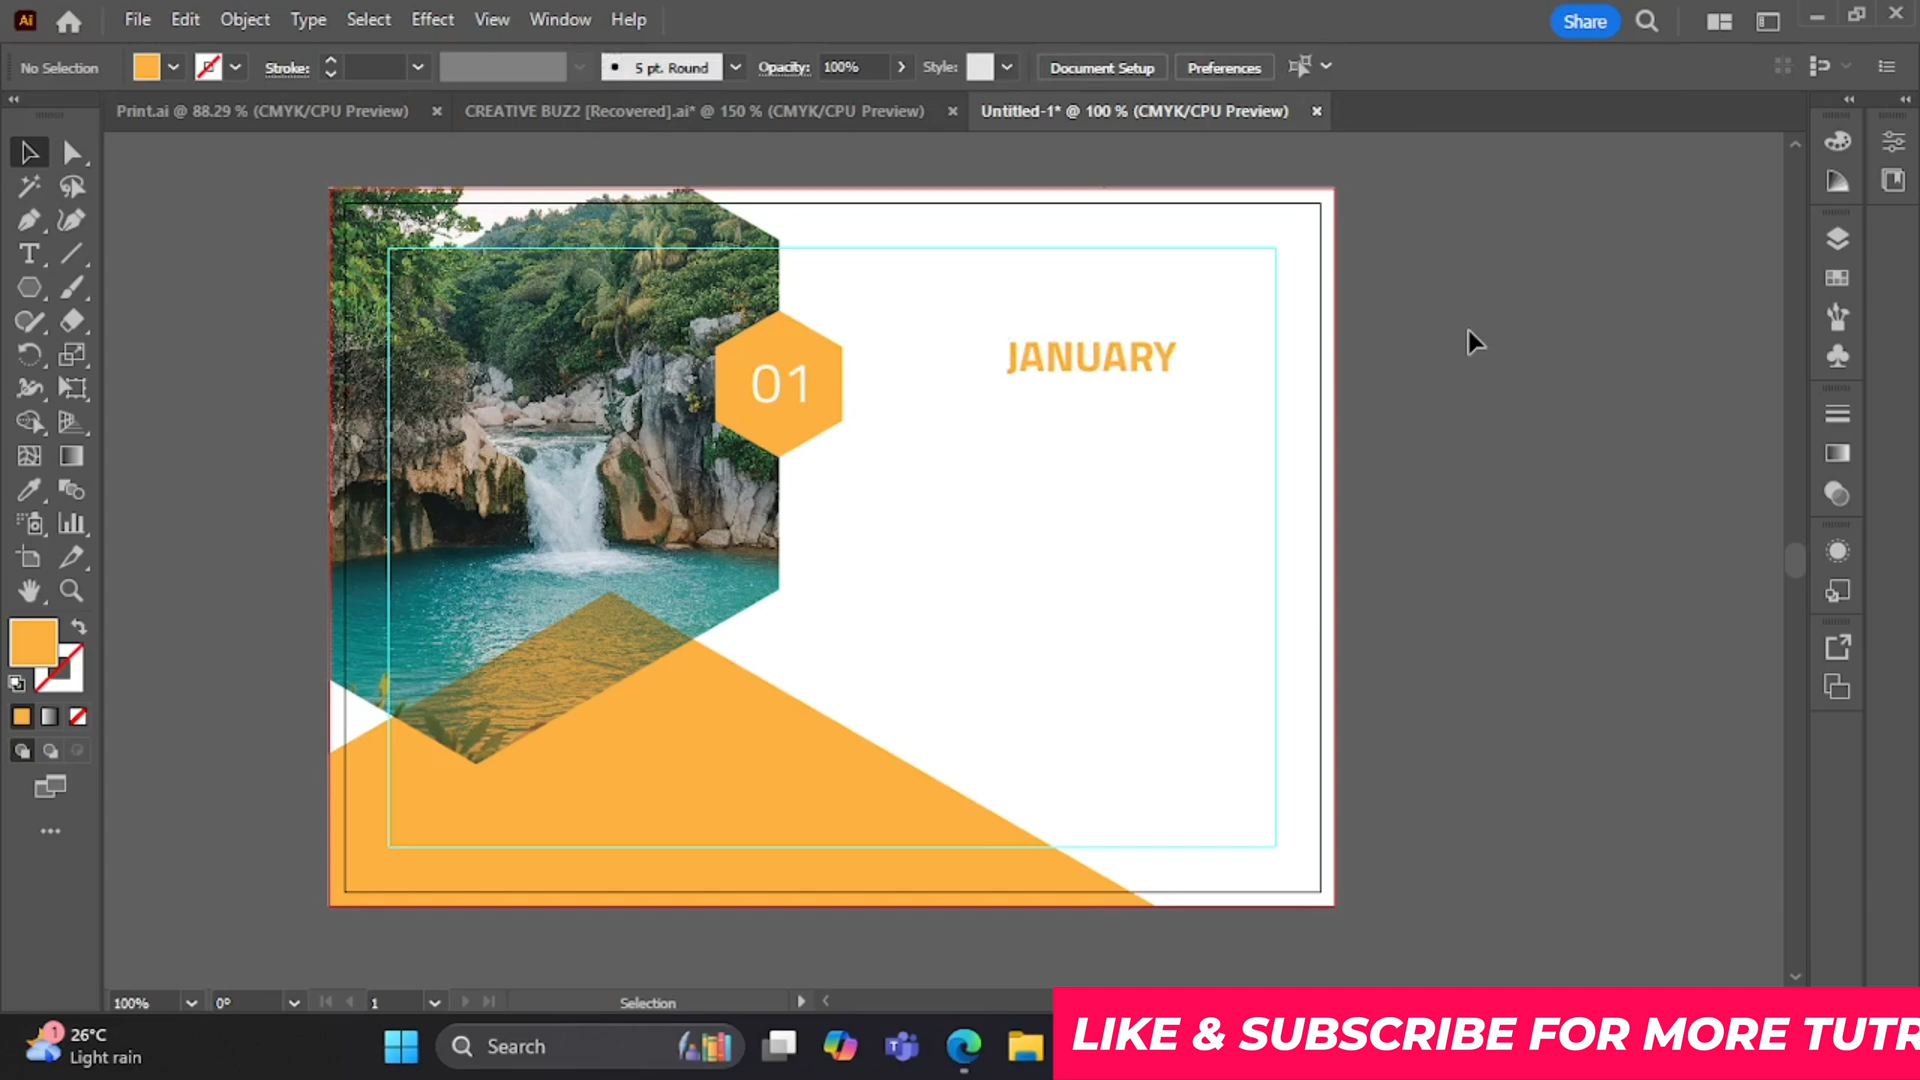 Ai
File Edit Object Type Select Effect View Window Help
Share
No Selection
Stroke:
5 pt. Round
Opacity:
100%
Style:
Document Setup
Preferences
Print.ai @ 88.29 % (CMYK/CPU Preview)
CREATIVE BUZ2 [Recovered].ai* @ 150 % (CMYK/CPU Preview)
Untitled-1* @ 100 % (CMYK/CPU Preview)
JANUARY
01
100%
0°
1
Selection
1
26°C
Light rain
Search
LIKE & SUBSCRIBE FOR MORE TUTR